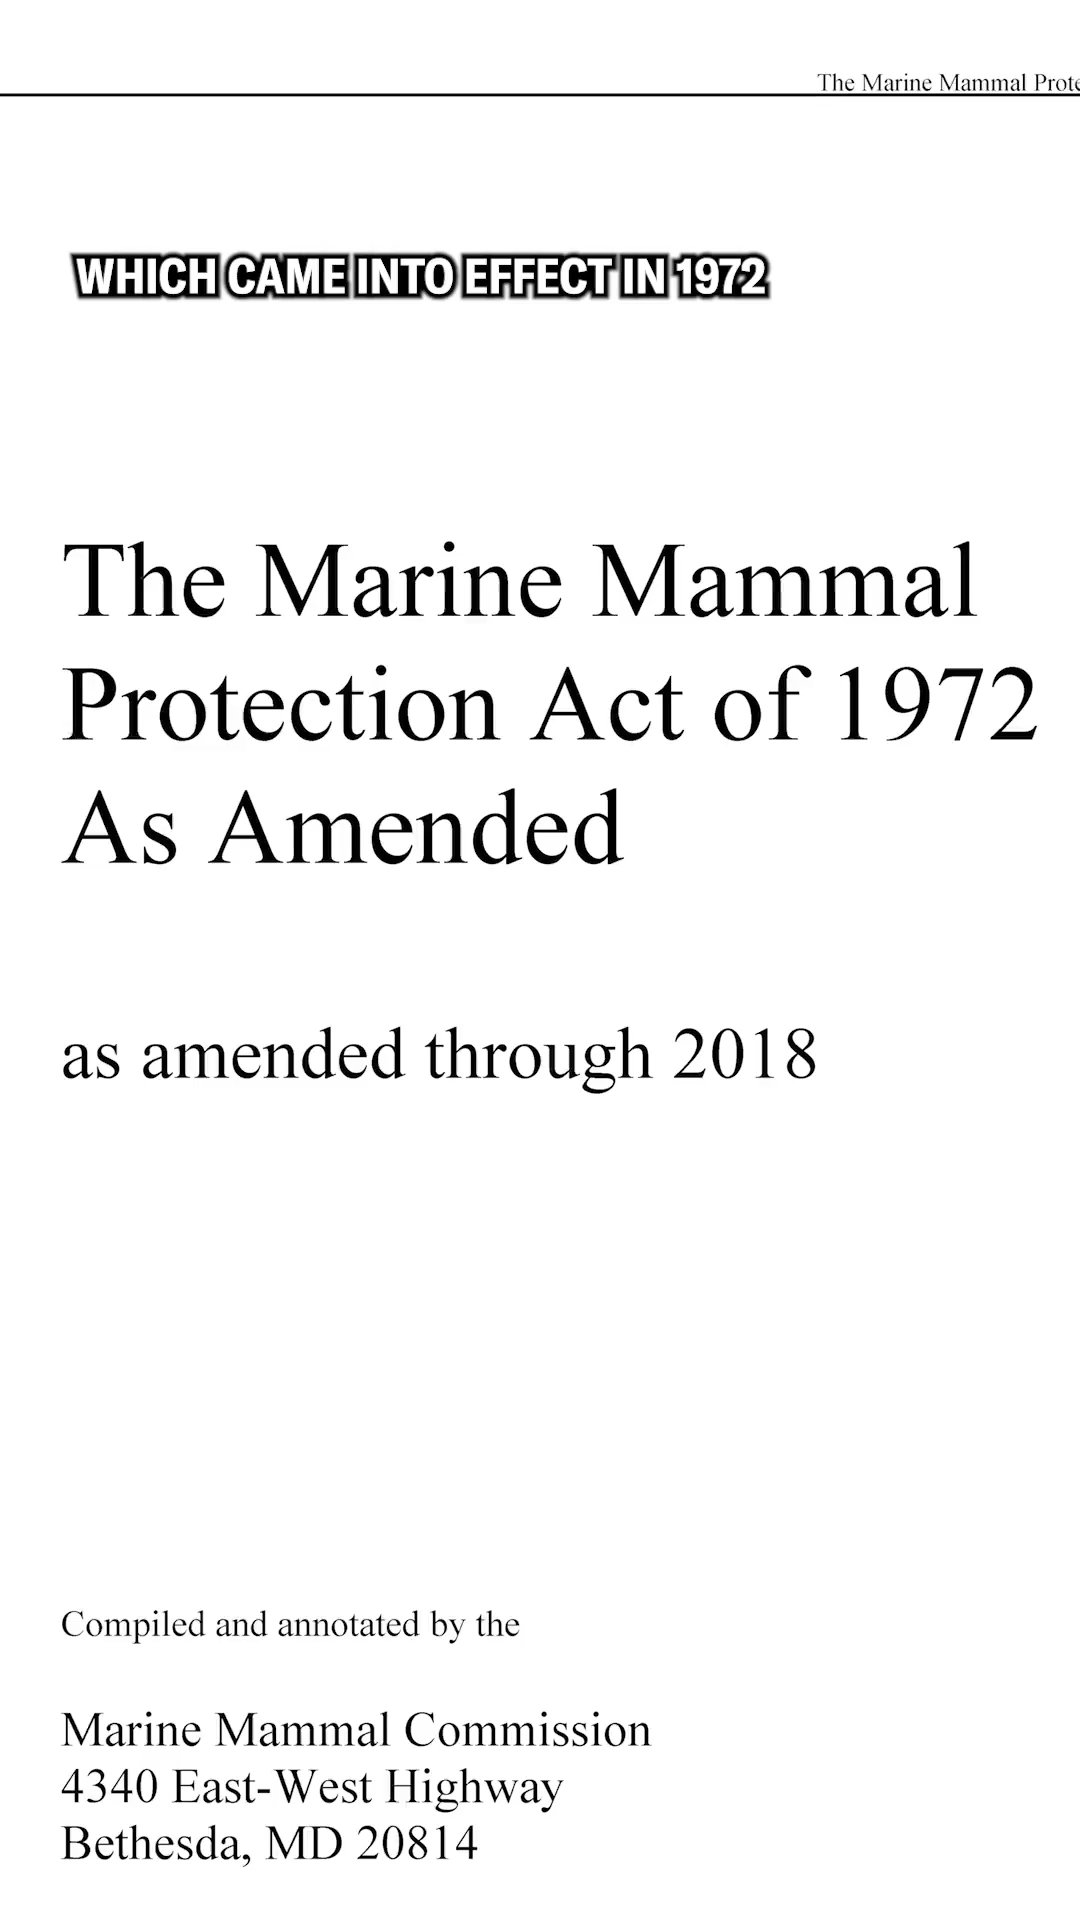 The Marine Mammal Prote
WHICH CAME INTO EFFECT IN 1972
The Marine Mammal
Protection Act of 1972
As Amended
as amended through 2018
Compiled and annotated by the
Marine Mammal Commission
4340 East-West Highway
Bethesda, MD 20814